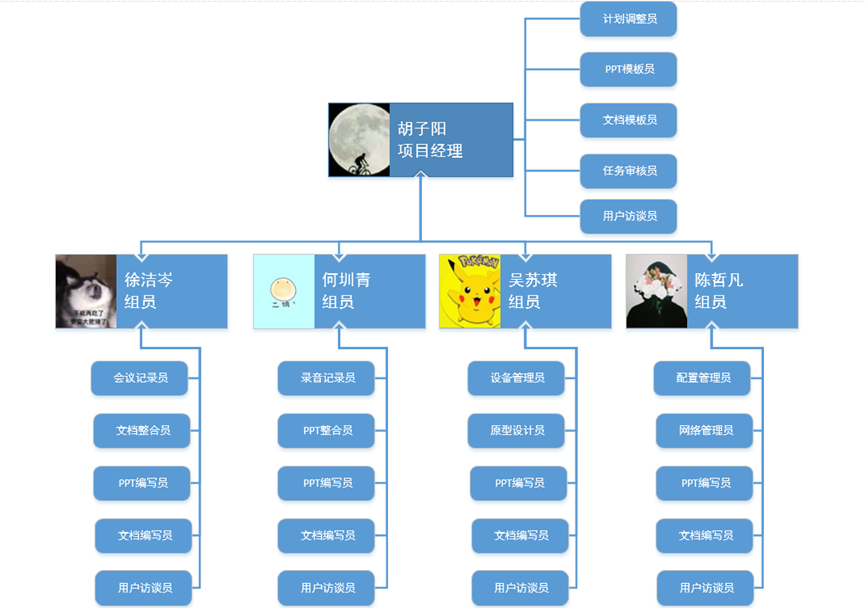 计划调整员
PPT模板员
文档模板员
任务审核员
用户访谈员
胡子阳
项目经理
徐洁岑
组员
何圳青
组员
吴苏琪
组员
陈哲凡
组员
不能再吃了
二情
POKéMON
会议记录员
文档整合员
PPT编写员
文档编写员
用户访谈员
录音记录员
PPT整合员
PPT编写员
文档编写员
用户访谈员
设备管理员
原型设计员
PPT编写员
文档编写员
用户访谈员
配置管理员
网络管理员
PPT编写员
文档编写员
用户访谈员